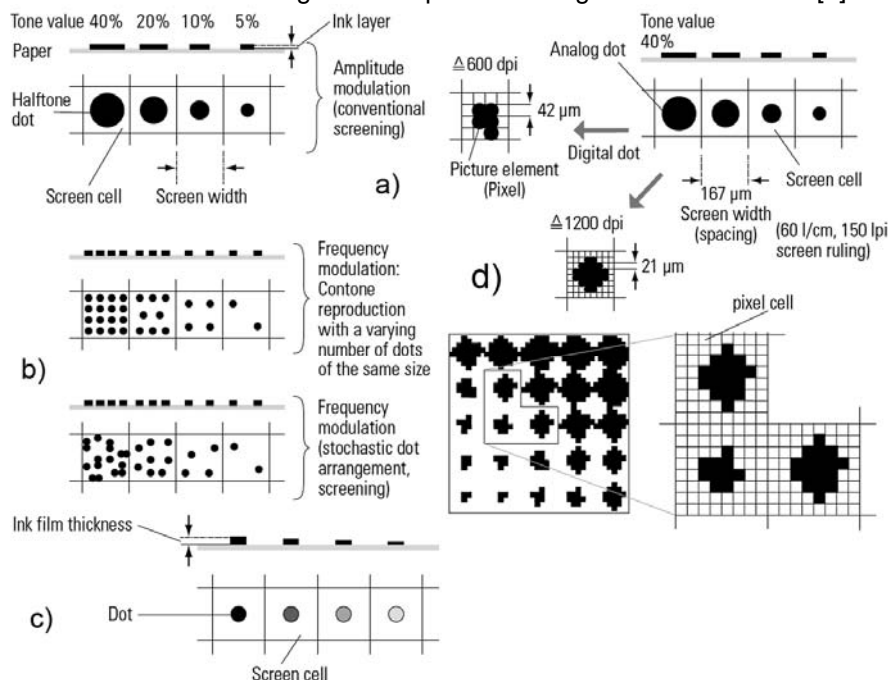 Tone value 40% 20% 10% 5%
Ink layer
Paper
Halftone
dot
Amplitude
modulation
(conventional
screening)
Screen cell
Screen width
a)
Tone
value
40%
Analog dot
≙ 600 dpi
42 µm
Digital dot
Picture element
(Pixel)
Screen cell
167 µm
Screen width
(spacing)
(60 l/cm, 150 lpi
screen ruling)
≙ 1200 dpi
21 µm
d)
pixel cell
Frequency
modulation:
Contone
reproduction
with a varying
number of dots
of the same size
b)
Frequency
modulation
(stochastic dot
arrangement,
screening)
Ink film thickness
c)
Dot
Screen cell